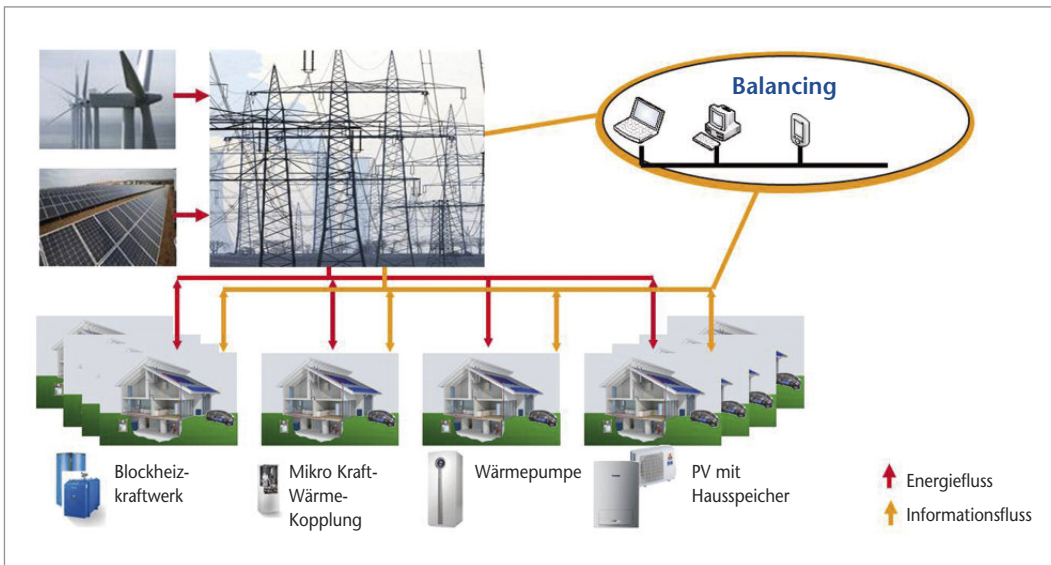 Balancing
Blockheiz-
kraftwerk
Mikro Kraft-
Wärme-
Kopplung
Wärmepumpe
PV mit
Hausspeicher
Energiefluss
Informationsfluss